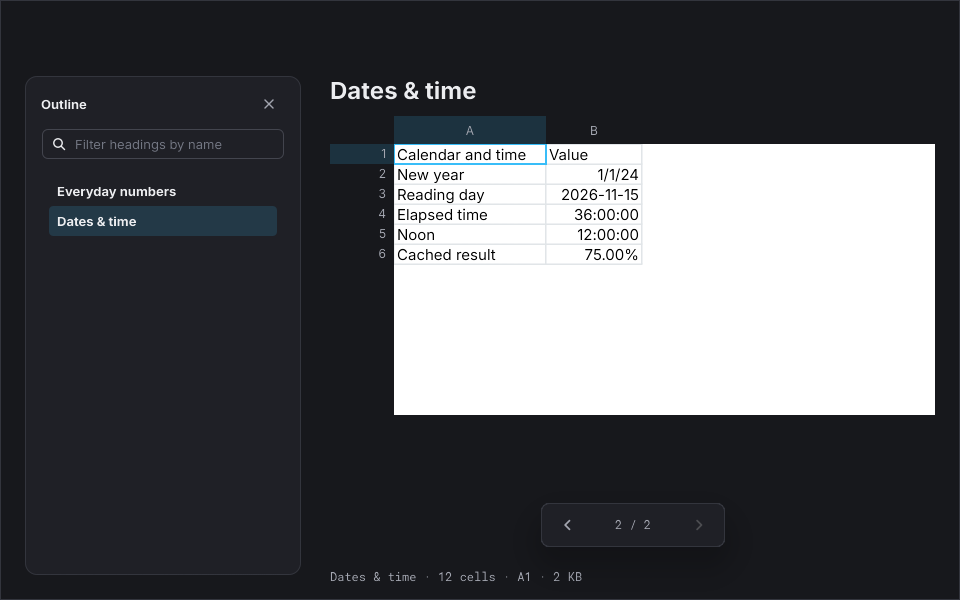 Outline
Filter headings by name
Everyday numbers
Dates & time
Dates & time
A B
1 Calendar and time Value
2 New year 1/1/24
3 Reading day 2026-11-15
4 Elapsed time 36:00:00
5 Noon 12:00:00
6 Cached result 75.00%
2 / 2
Dates & time · 12 cells · A1 · 2 KB